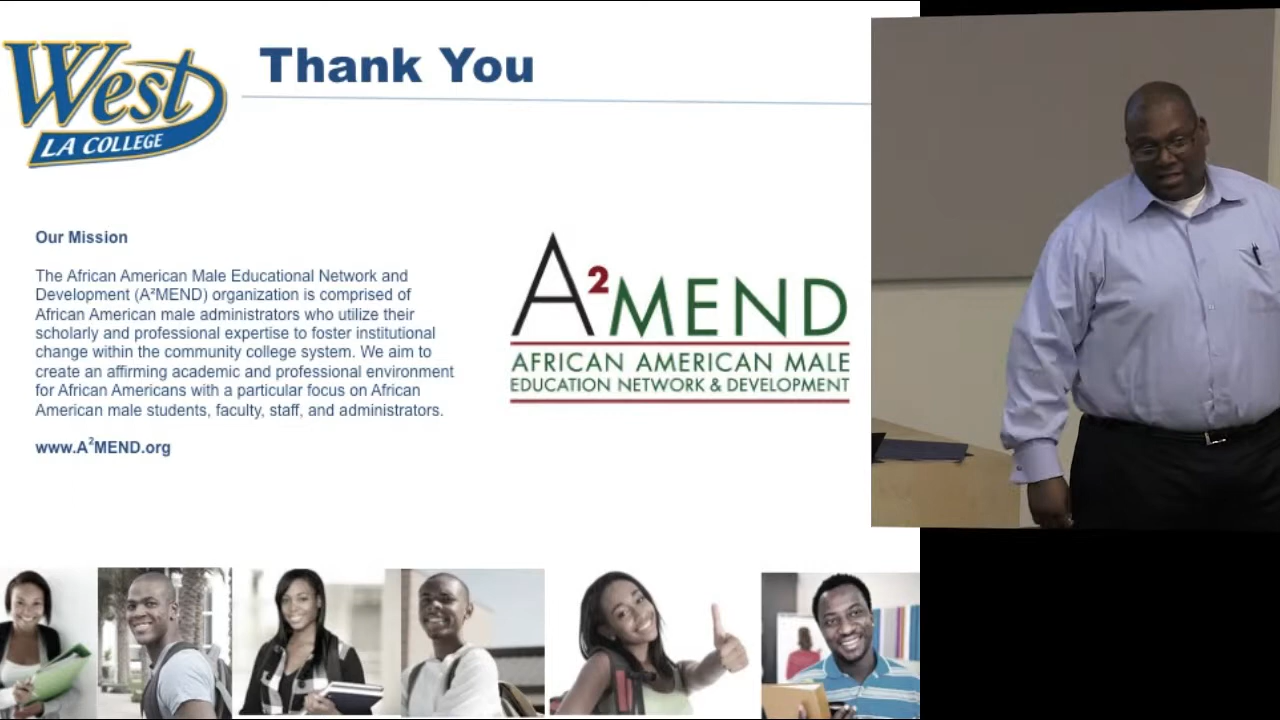 West
LA COLLEGE
Thank You
Our Mission
The African American Male Educational Network and
Development (A²MEND) organization is comprised of
African American male administrators who utilize their
scholarly and professional expertise to foster institutional
change within the community college system. We aim to
create an affirming academic and professional environment
for African Americans with a particular focus on African
American male students, faculty, staff, and administrators.
www.A²MEND.org
A²MEND
AFRICAN AMERICAN MALE
EDUCATION NETWORK & DEVELOPMENT